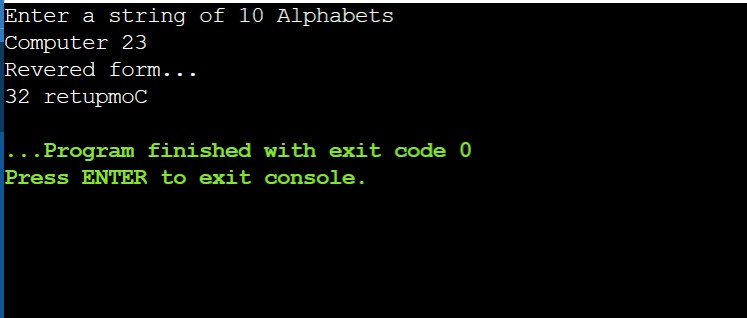 Enter a string of 10 Alphabets
Computer 23
Revered form...
32 retupmoC
...Program finished with exit code 0
Press ENTER to exit console.